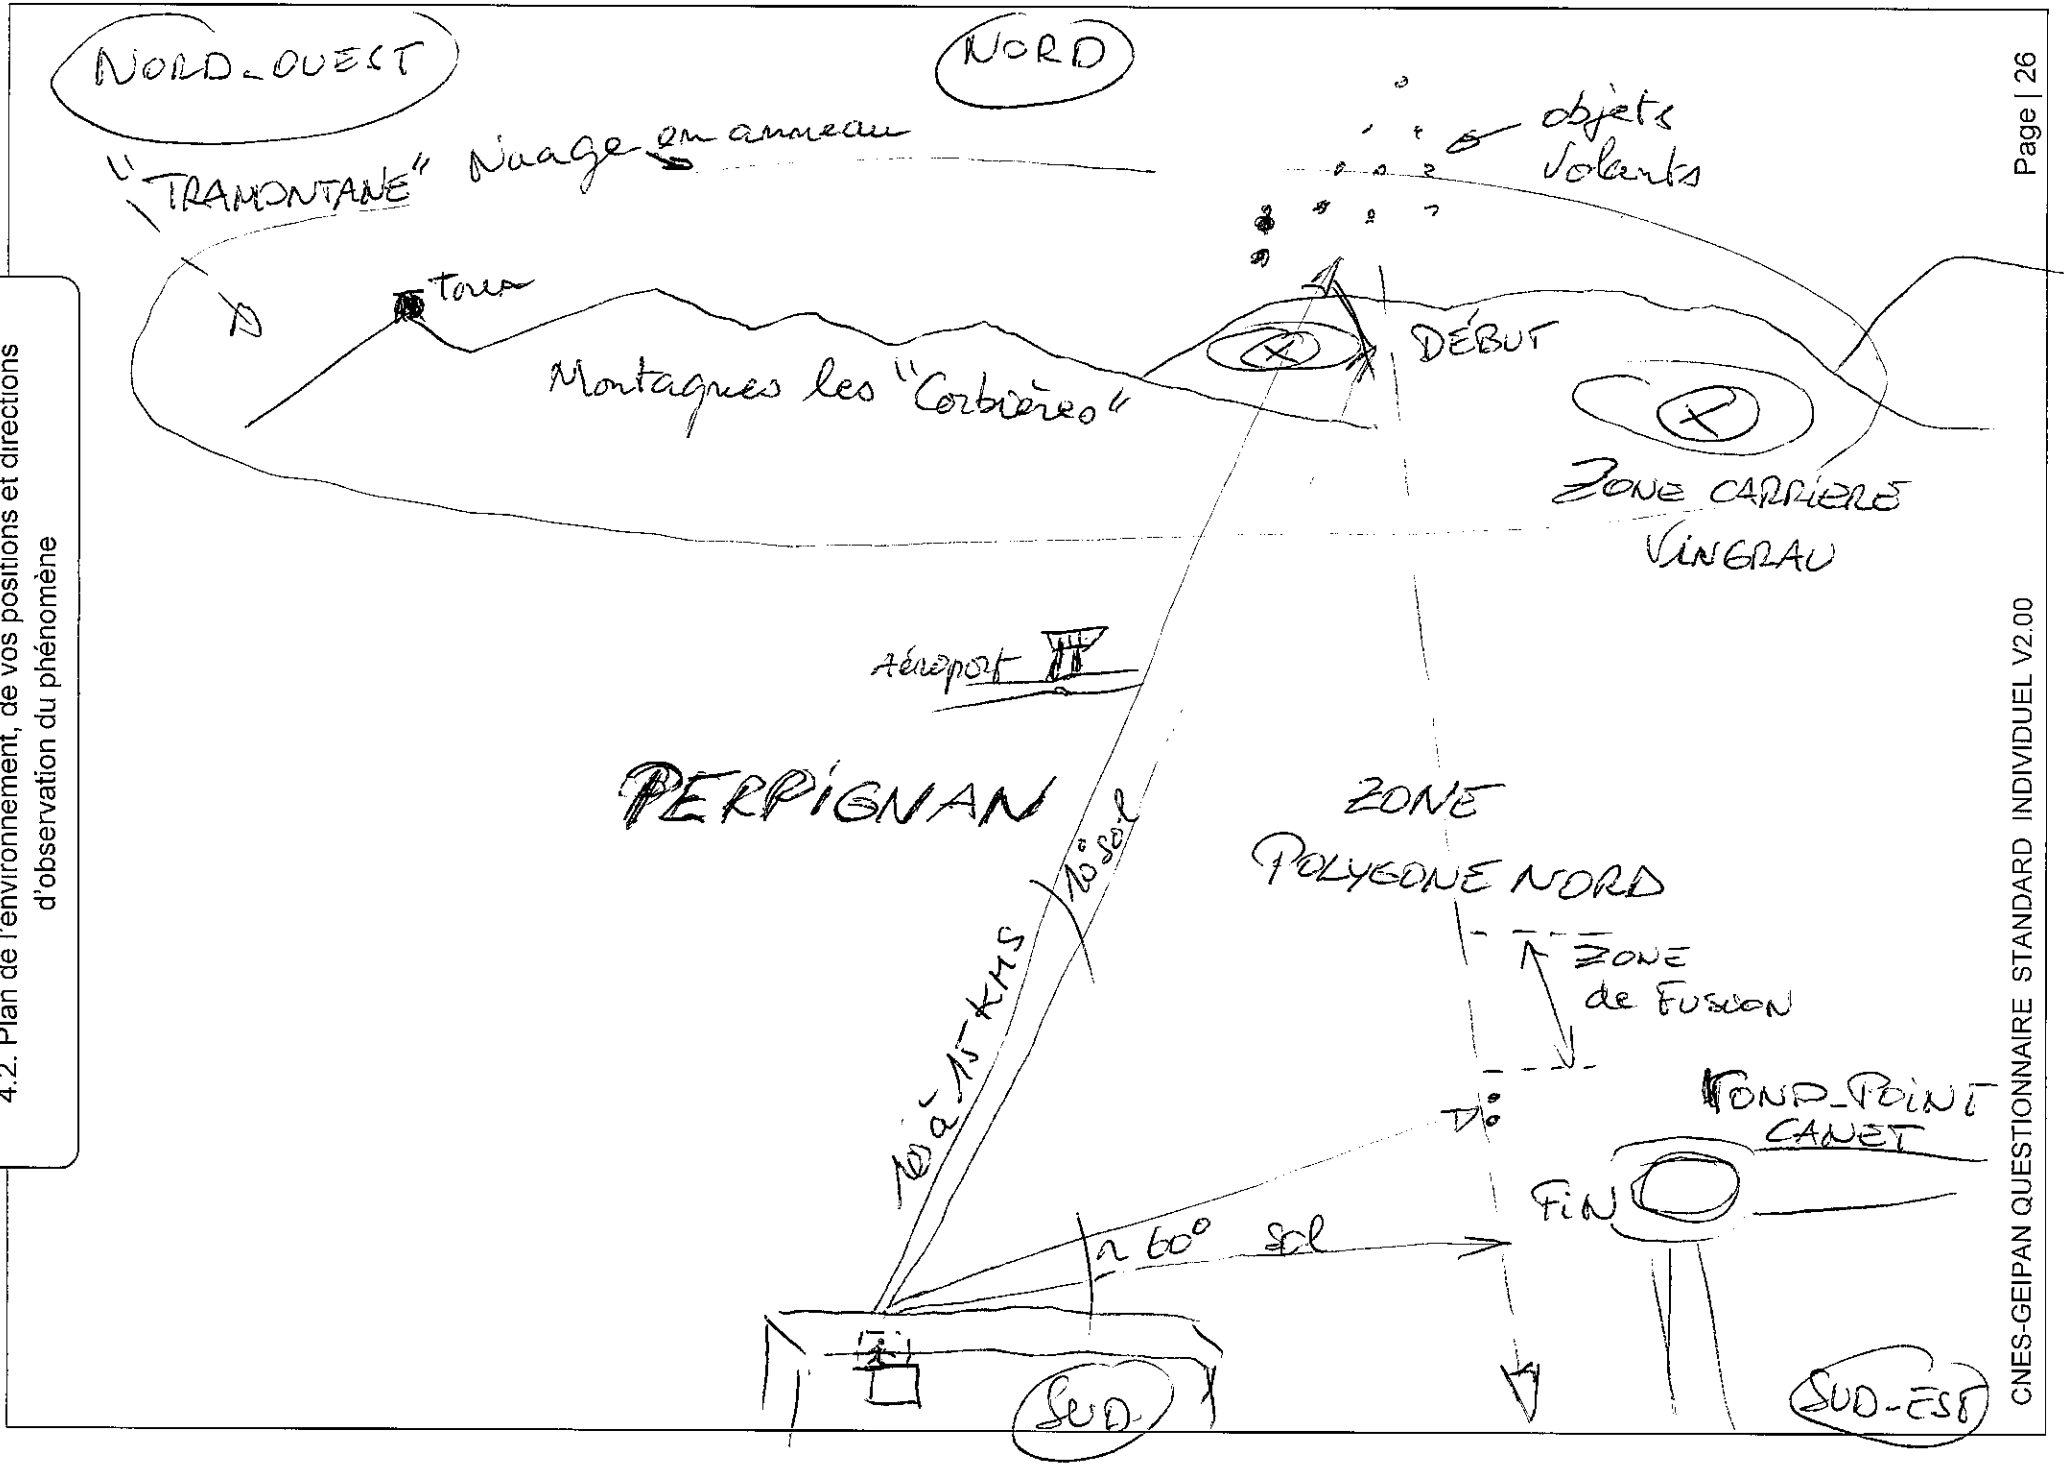 NORD-OUEST
NORD
"TRAMONTANE"
Nuage en anneau
objets
volants
Tour
Montagnes les "Corbières"
DÉBUT
ZONE CARRIERE
VINGRAU
Aéroport
PERPIGNAN
ZONE
POLYGONE NORD
10° sol
à 15 KMS
ZONE
de FUSION
ROND-POINT
CANET
FIN
~ 60° sol
SUD
SUD-EST
4.2. Plan de l'environnement, de vos positions et directions
d'observation du phénomène
Page | 26
CNES-GEIPAN QUESTIONNAIRE STANDARD INDIVIDUEL V2.00